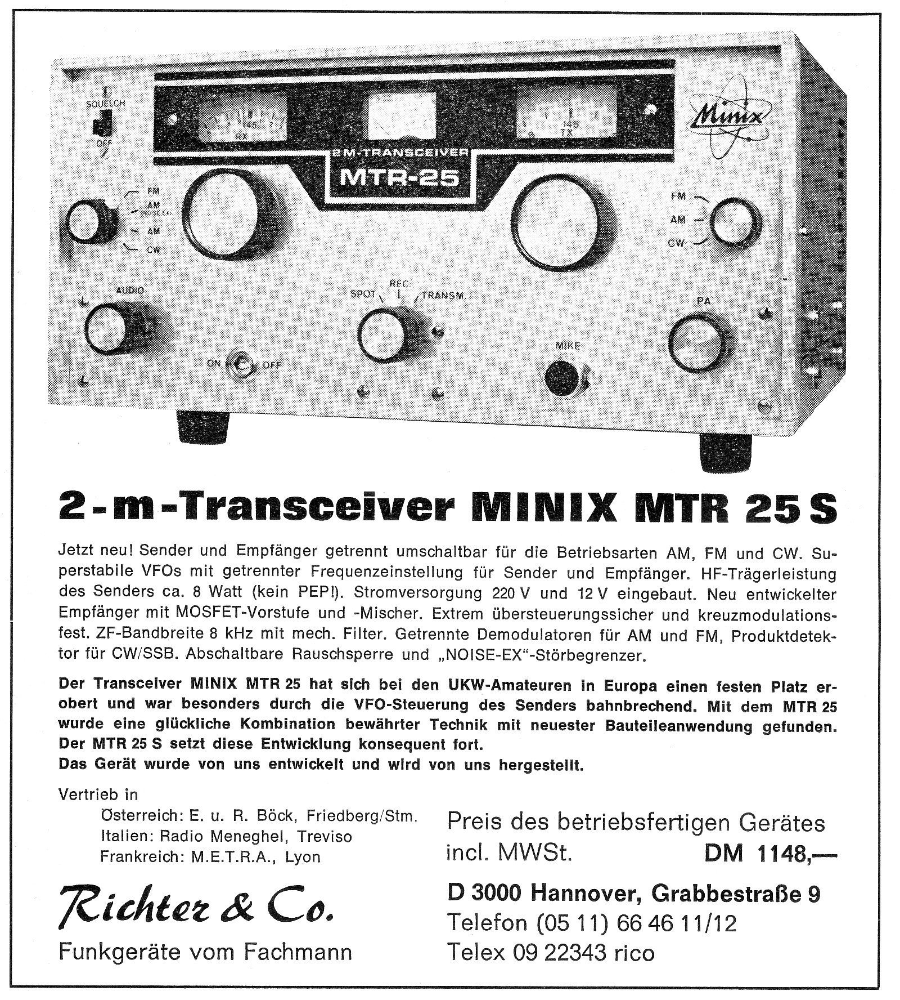 SQUELCH
OFF
145
RX
145
TX
Minix
2M-TRANSCEIVER
MTR-25
FM
AM
(NOISE EX)
AM
CW
FM
AM
CW
AUDIO
SPOT
REC.
TRANSM.
PA
ON
OFF
MIKE
2-m-Transceiver MINIX MTR 25 S
Jetzt neu! Sender und Empfänger getrennt umschaltbar für die Betriebsarten AM, FM und CW. Su-
perstabile VFOs mit getrennter Frequenzeinstellung für Sender und Empfänger. HF-Trägerleistung
des Senders ca. 8 Watt (kein PEP!). Stromversorgung 220 V und 12 V eingebaut. Neu entwickelter
Empfänger mit MOSFET-Vorstufe und -Mischer. Extrem übersteuerungssicher und kreuzmodulations-
fest. ZF-Bandbreite 8 kHz mit mech. Filter. Getrennte Demodulatoren für AM und FM, Produktdetek-
tor für CW/SSB. Abschaltbare Rauschsperre und „NOISE-EX“-Störbegrenzer.
Der Transceiver MINIX MTR 25 hat sich bei den UKW-Amateuren in Europa einen festen Platz er-
obert und war besonders durch die VFO-Steuerung des Senders bahnbrechend. Mit dem MTR 25
wurde eine glückliche Kombination bewährter Technik mit neuester Bauteileanwendung gefunden.
Der MTR 25 S setzt diese Entwicklung konsequent fort.
Das Gerät wurde von uns entwickelt und wird von uns hergestellt.
Vertrieb in
Österreich: E. u. R. Böck, Friedberg/Stm.
Italien: Radio Meneghel, Treviso
Frankreich: M.E.T.R.A., Lyon
Preis des betriebsfertigen Gerätes
incl. MWSt. DM 1148,—
Richter & Co.
Funkgeräte vom Fachmann
D 3000 Hannover, Grabbestraße 9
Telefon (05 11) 66 46 11/12
Telex 09 22343 rico